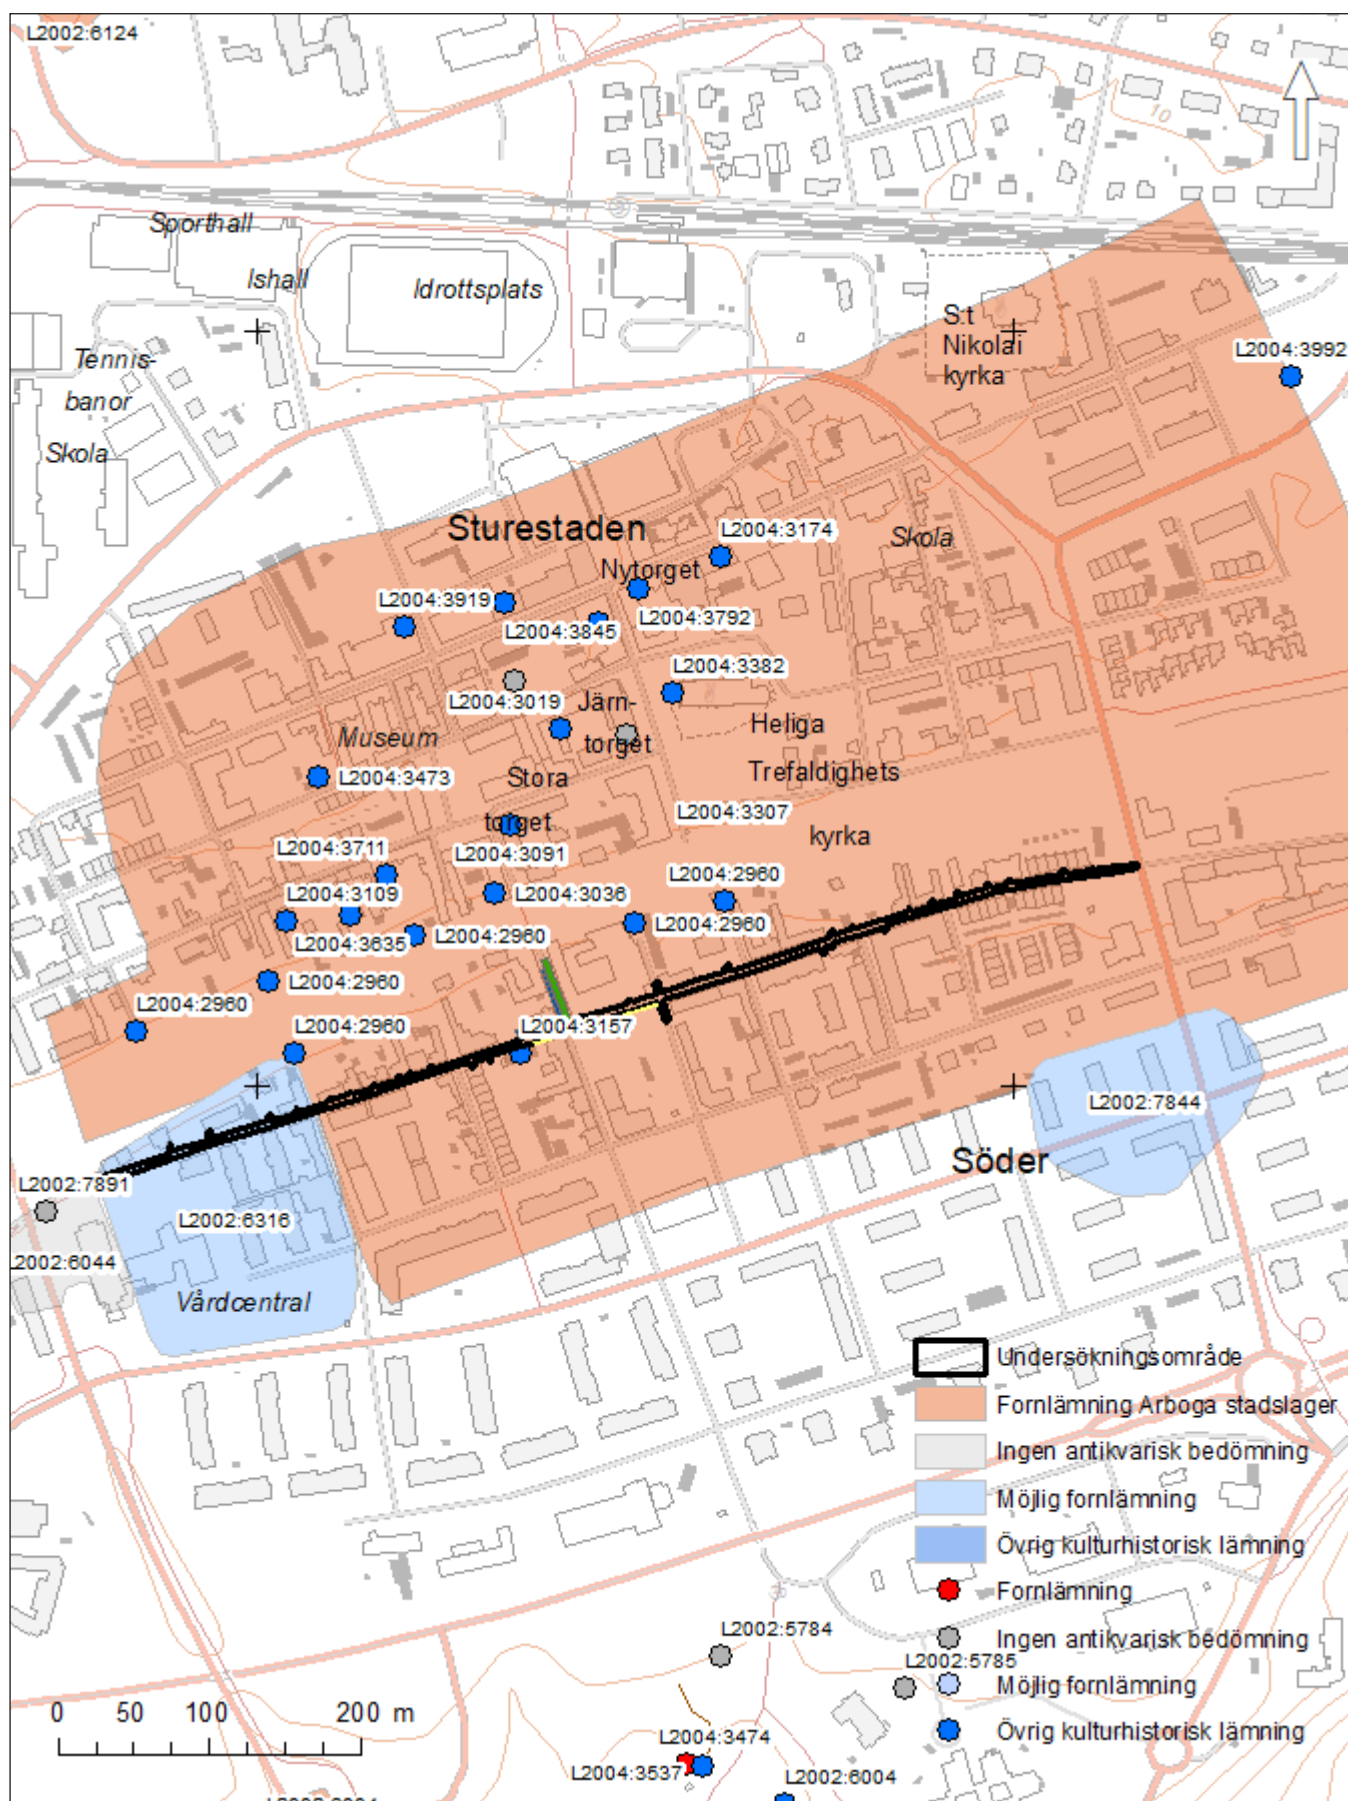 L2002:6124
Sporthall
Ishall
Idrottsplats
S:t
Nikolai
kyrka
L2004:3992
Tennis-
banor
Skola
Sturestaden
L2004:3174
Skola
Nytorget
L2004:3919
L2004:3845
L2004:3792
L2004:3382
L2004:3019
Järn-
torget
Museum
Heliga
Trefaldighets
kyrka
L2004:3473
Stora
torget
L2004:3307
L2004:3711
L2004:3091
L2004:2960
L2004:3109
L2004:3036
L2004:2960
L2004:3635
L2004:2960
L2004:2960
L2004:2960
L2004:2960
L2004:3157
L2002:7844
Söder
L2002:7891
L2002:6316
L2002:6044
Vårdcentral
Undersökningsområde
Fornlämning Arboga stadslager
Ingen antikvarisk bedömning
Möjlig fornlämning
Övrig kulturhistorisk lämning
Fornlämning
Ingen antikvarisk bedömning
Möjlig fornlämning
Övrig kulturhistorisk lämning
L2002:5784
L2002:5785
0 50 100 200 m
L2004:3474
L2004:3537
L2002:6004
10